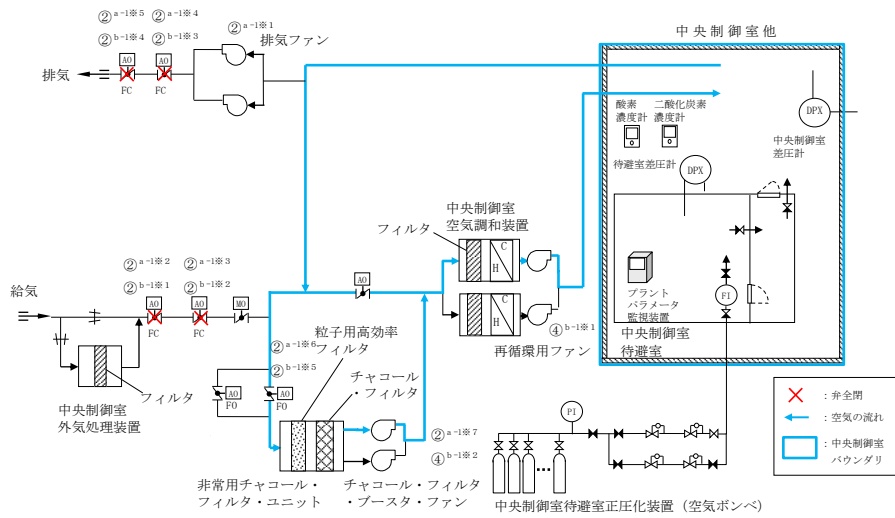 ②a-1※5
②b-1※4
②a-1※4
②b-1※3
②a-1※1
排気ファン
中央制御室他
AO
AO
排気
FC
FC
酸素
濃度計
二酸化炭素
濃度計
DPX
中央制御室
差圧計
待避室差圧計
DPX
中央制御室
空気調和装置
フィルタ
C
H
C
H
②a-1※2
②b-1※1
②a-1※3
②b-1※2
AO
給気
AO
AO
MO
FC
FC
プラント
パラメータ
監視装置
FI
中央制御室
待避室
④b-1※1
再循環用ファン
粒子用高効率
フィルタ
②a-1※6
②b-1※5
チャコール・
フィルタ
AO
FO
AO
FO
フィルタ
中央制御室
外気処理装置
②a-1※7
④b-1※2
PI
非常用チャコール・
フィルタ・ユニット
チャコール・フィルタ
・ブースタ・ファン
中央制御室待避室正圧化装置（空気ボンベ）
：弁全閉
：空気の流れ
：中央制御室
バウンダリ